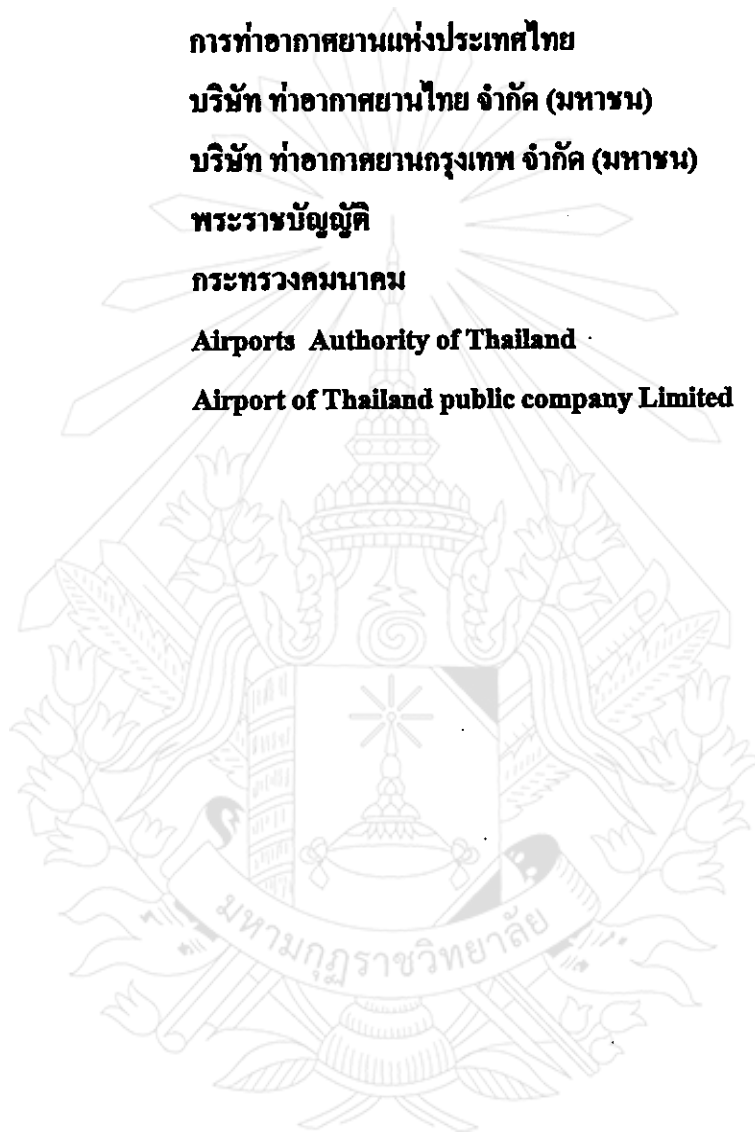 การท่าอากาศยานแห่งประเทศไทย
บริษัท ท่าอากาศยานไทย จำกัด (มหาชน)
บริษัท ท่าอากาศยานกรุงเทพ จำกัด (มหาชน)
พระราชบัญญัติ
กระทรวงคมนาคม
Airports Authority of Thailand
Airport of Thailand public company Limited
มหามกุฏราชวิทยาลัย